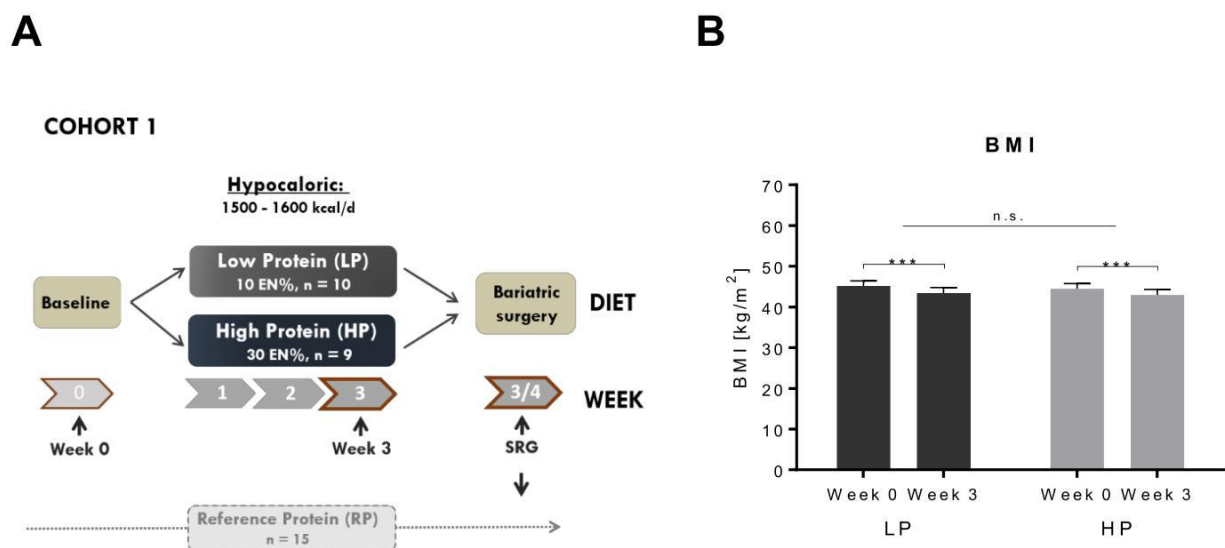 A
COHORT 1
Hypocaloric:
1500 - 1600 kcal/d
Low Protein (LP)
10 EN%, n = 10
Baseline
High Protein (HP)
30 EN%, n = 9
Bariatric
surgery
DIET
0
1
2
3
3/4
WEEK
Week 0
Week 3
SRG
Reference Protein (RP)
n = 15
B
BMI
BMI [kg/m²]
70
60
50
40
30
20
10
0
n.s.
***
***
Week 0 Week 3
Week 0 Week 3
LP
HP